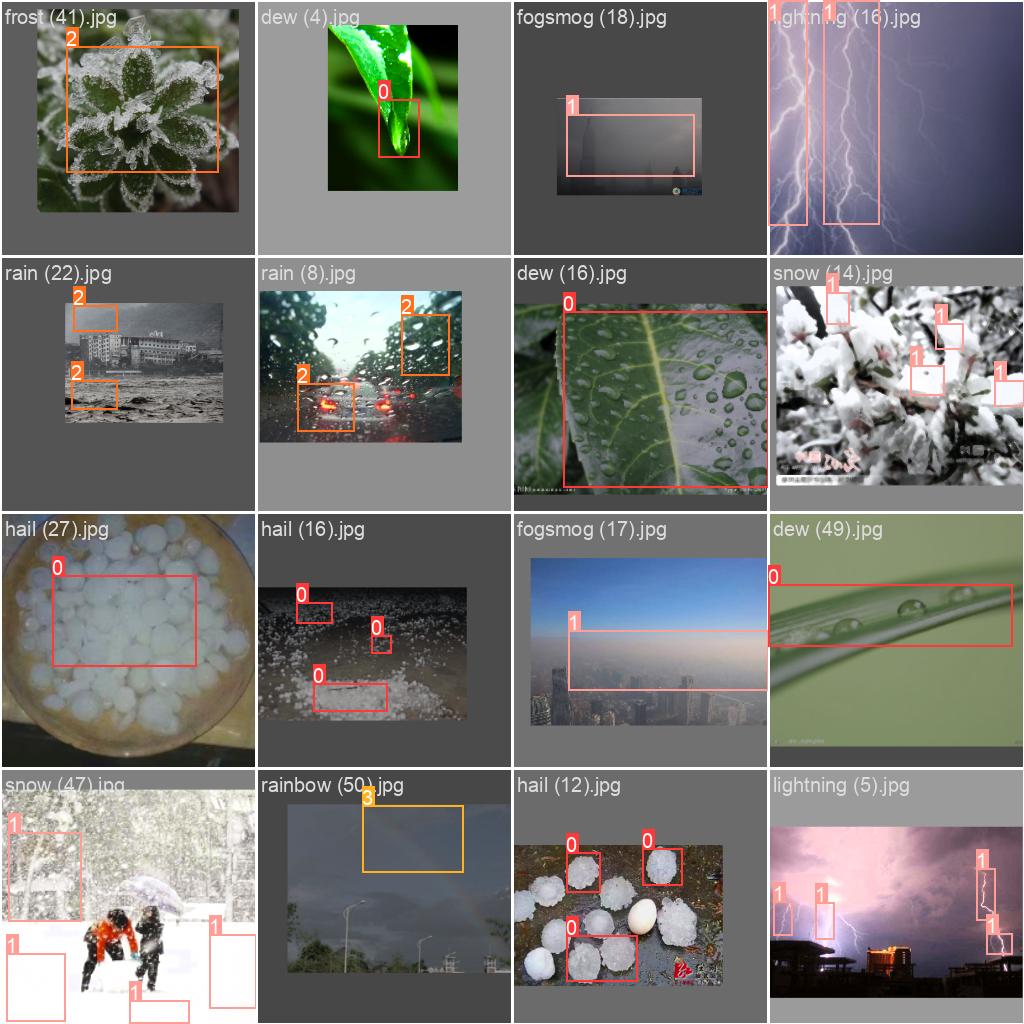 frost (41).jpg
dew (4).jpg
fogsmog (18)
lightning (16).jpg
2
0
1
1
1
rain (22).jpg
rain (8).jpg
dew (16).jpg
snow (14).jpg
2
2
2
2
0
1
1
1
1
hail (27).jpg
hail (16).jpg
fogsmog (17).jpg
dew (49).jpg
0
0
0
0
1
0
snow (47).jpg
rainbow (50).jpg
hail (12).jpg
lightning (5).jpg
1
1
1
1
3
0
0
0
1
1
1
1